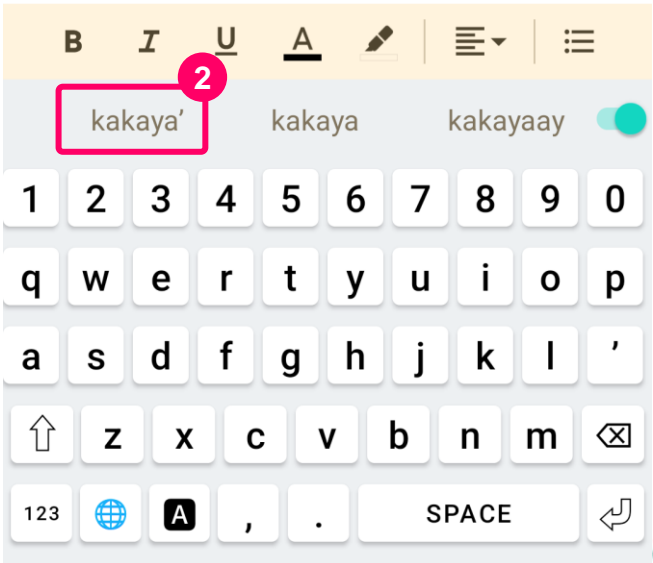 B I U A
2
kakaya’ kakaya kakayaay
1 2 3 4 5 6 7 8 9 0
q w e r t y u i o p
a s d f g h j k l ’
z x c v b n m
123 A , . SPACE